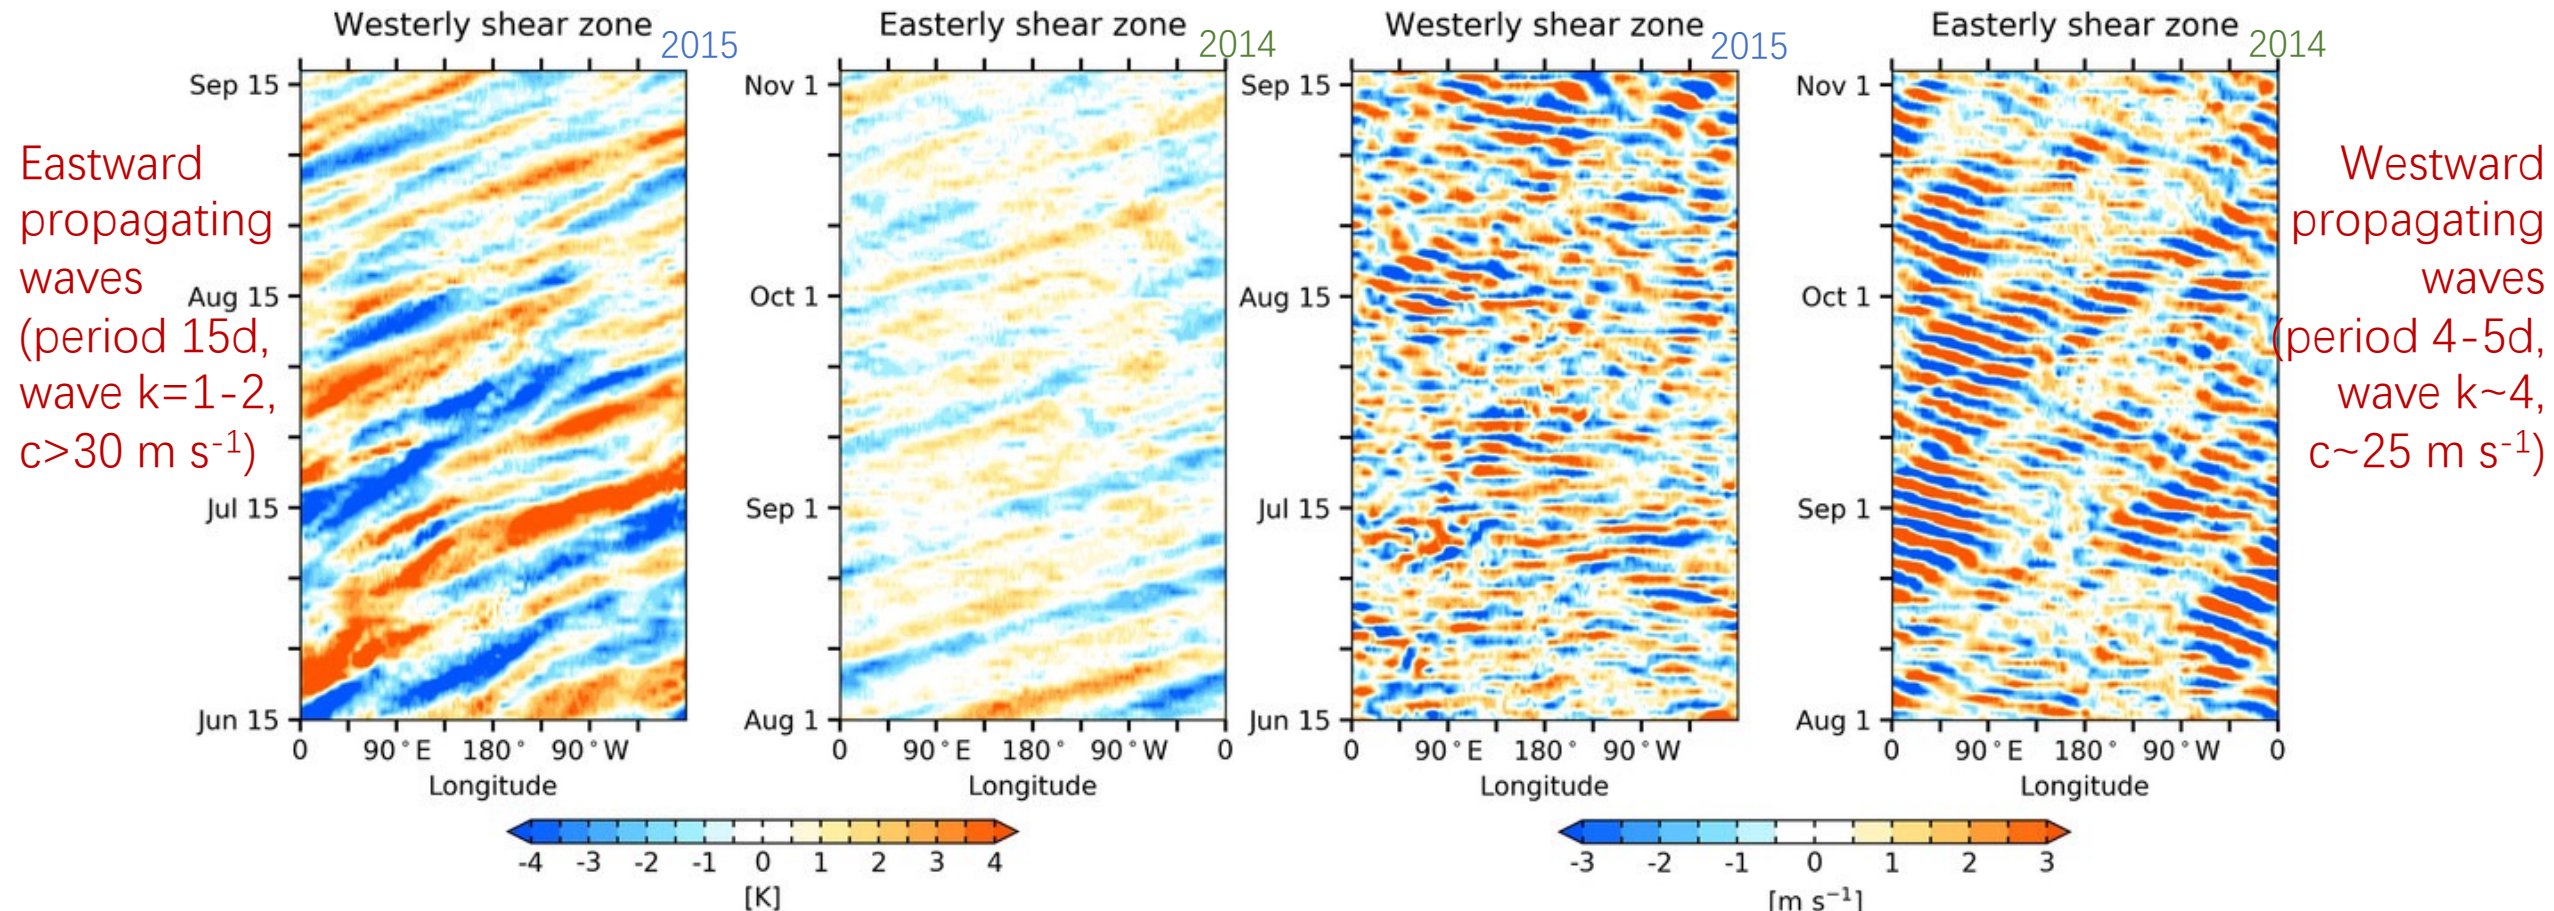 Westerly shear zone 2015
Easterly shear zone 2014
Westerly shear zone 2015
Easterly shear zone 2014
Eastward
propagating
waves
(period 15d,
wave k=1-2,
c>30 m s⁻¹)
Sep 15
Aug 15
Jul 15
Jun 15
0 90°E 180° 90°W
Longitude
Nov 1
Oct 1
Sep 1
Aug 1
0 90°E 180° 90°W 0
Longitude
-4 -3 -2 -1 0 1 2 3 4
[K]
Sep 15
Aug 15
Jul 15
Jun 15
0 90°E 180° 90°W
Longitude
Nov 1
Oct 1
Sep 1
Aug 1
0 90°E 180° 90°W 0
Longitude
-3 -2 -1 0 1 2 3
[m s⁻¹]
Westward
propagating
waves
(period 4-5d,
wave k~4,
c~25 m s⁻¹)